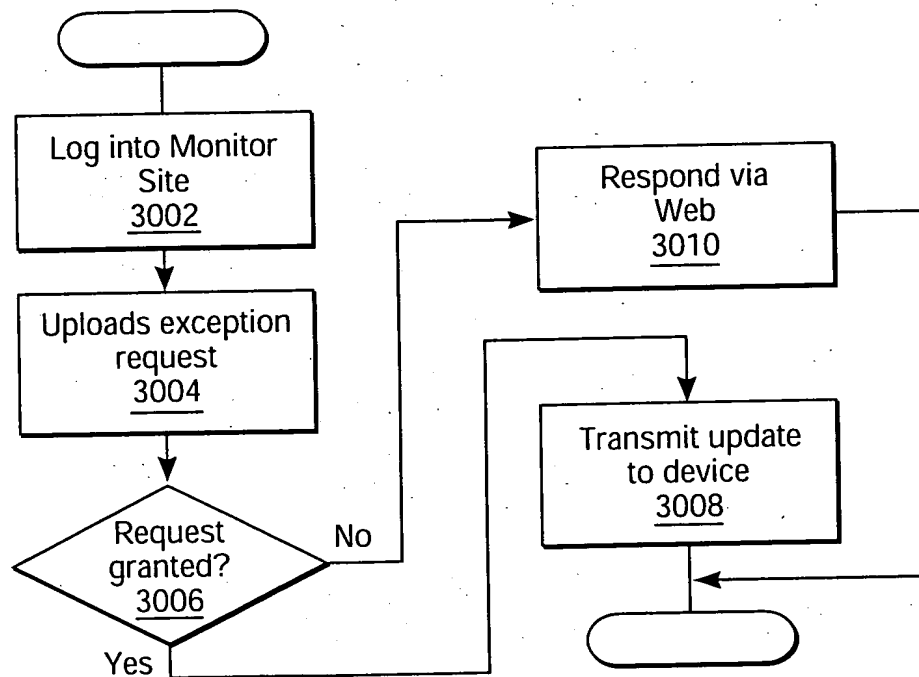 Log into Monitor
Site
3002
Uploads exception
request
3004
Request
granted?
3006
No
Yes
Respond via
Web
3010
Transmit update
to device
3008